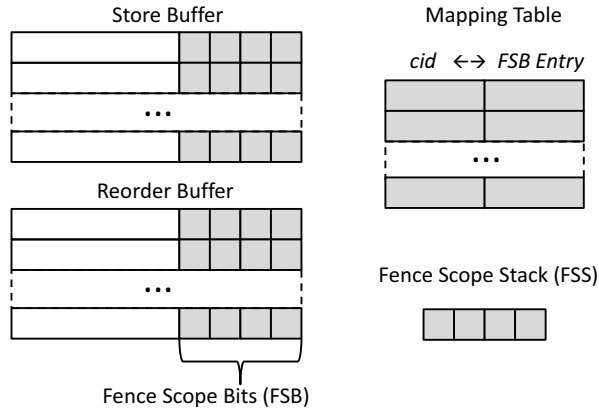 Store Buffer
...
Reorder Buffer
...
Fence Scope Bits (FSB)
Mapping Table
cid ←→ FSB Entry
...
Fence Scope Stack (FSS)